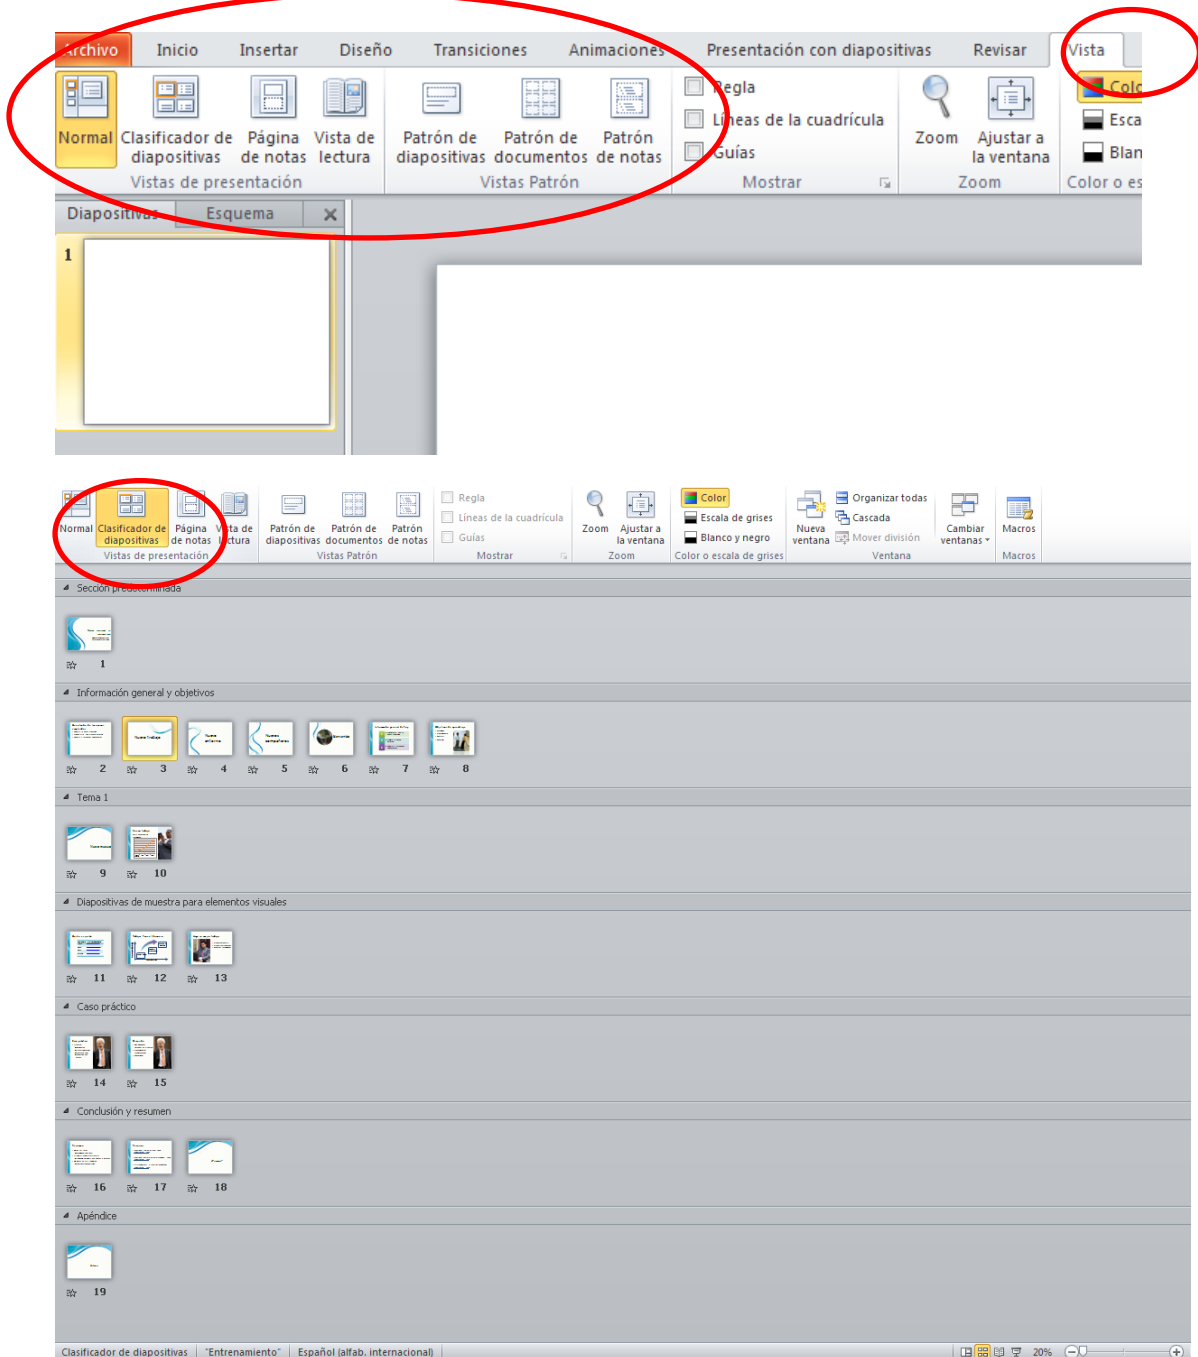 Archivo Inicio Insertar Diseño Transiciones Animaciones Presentación con diapositivas Revisar Vista
Normal Clasificador de diapositivas Página de notas Vista de lectura Patrón de diapositivas Patrón de documentos Patrón de notas
Regla
Líneas de la cuadrícula
Guías
Zoom Ajustar a la ventana
Vistas de presentación Vistas Patrón Mostrar Zoom Color o es
Diapositivas Esquema
1
Normal Clasificador de diapositivas Página de notas Vista de lectura Patrón de diapositivas Patrón de documentos Patrón de notas
Regla
Líneas de la cuadrícula
Guías
Zoom Ajustar a la ventana
Color
Escala de grises
Blanco y negro
Nueva ventana
Organizar todas
Cascada
Mover división
Cambiar ventanas
Macros
Vistas de presentación Vistas Patrón Mostrar Zoom Color o escala de grises Ventana Macros
Sección predeterminada
1
Información general y objetivos
2 3 4 5 6 7 8
Tema 1
9 10
Diapositivas de muestra para elementos visuales
11 12 13
Caso práctico
14 15
Conclusión y resumen
16 17 18
Apéndice
19
Clasificador de diapositivas "Entrenamiento" Español (alfab. internacional) 20%